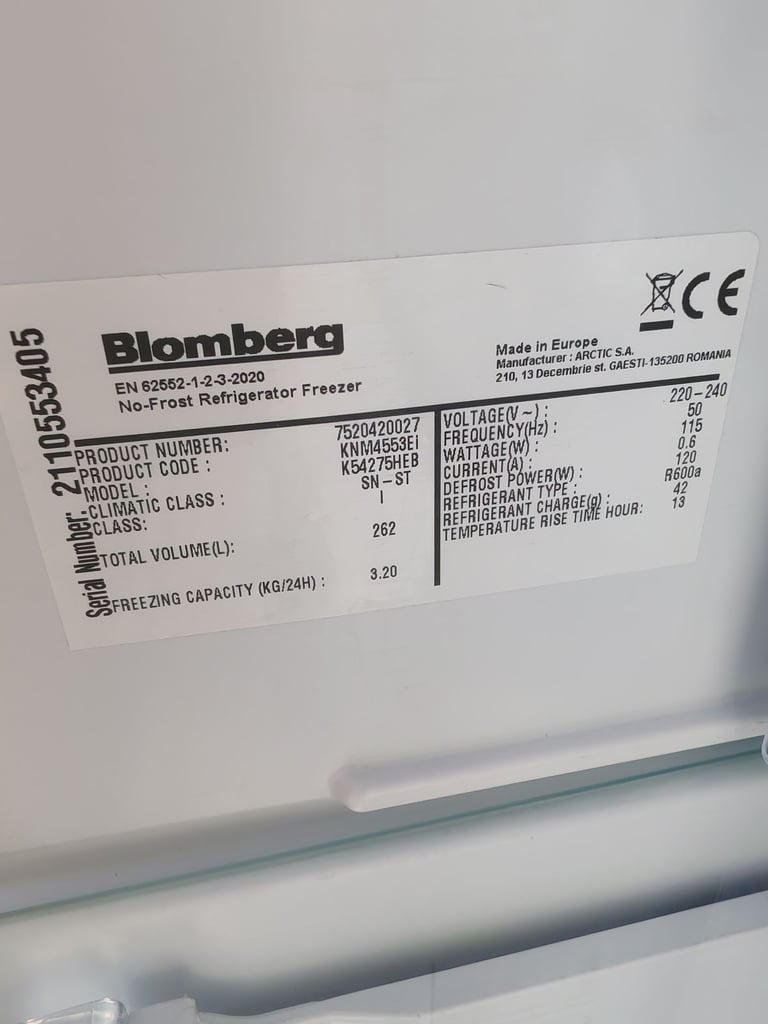 Serial Number: 2110553405
Blomberg
EN 62552-1-2-3-2020
No-Frost Refrigerator Freezer
CE
Made in Europe
Manufacturer : ARCTIC S.A.
210, 13 Decembrie st. GAESTI-135200 ROMANIA
PRODUCT NUMBER: 7520420027
PRODUCT CODE : KNM4553Ei
MODEL : K54275HEB
CLIMATIC CLASS : SN-ST
CLASS: I
TOTAL VOLUME(L): 262
FREEZING CAPACITY (KG/24H) : 3.20
VOLTAGE(V ~) : 220-240
FREQUENCY(Hz) : 50
WATTAGE(W) : 115
CURRENT(A) : 0.6
DEFROST POWER(W) : 120
REFRIGERANT TYPE : R600a
REFRIGERANT CHARGE(g) : 42
TEMPERATURE RISE TIME HOUR: 13